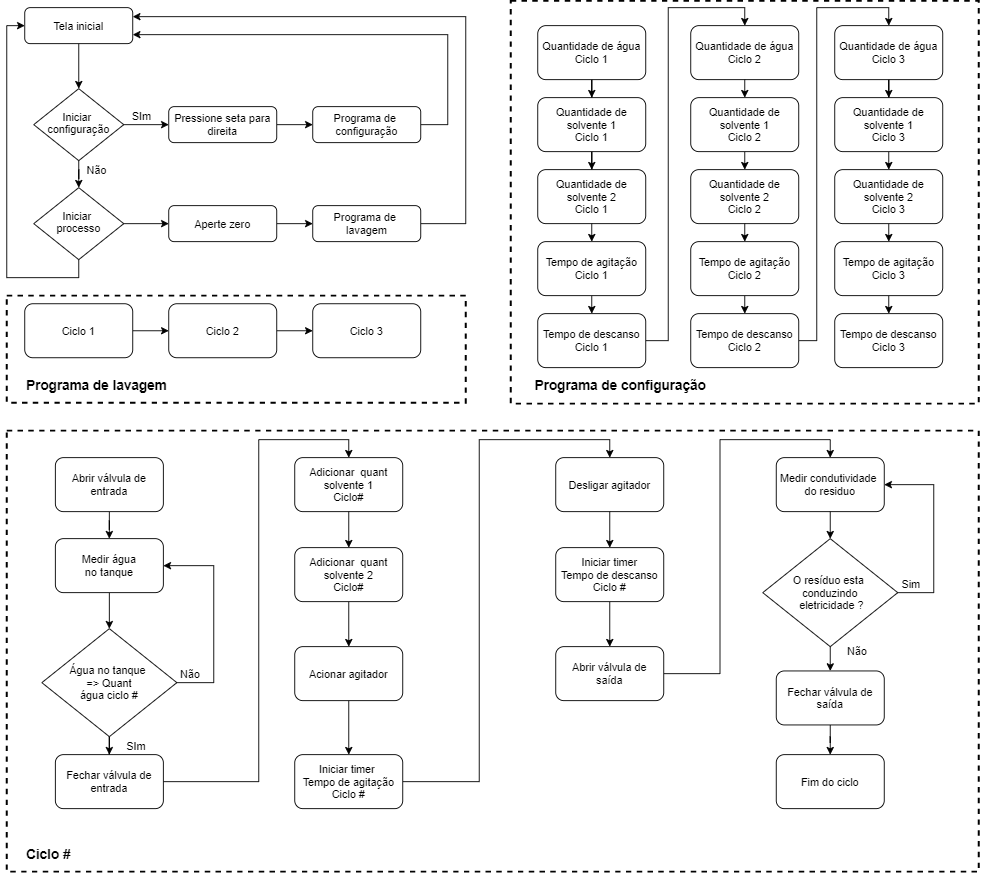 Tela inicial
Iniciar
configuração
SIm
Pressione seta para
direita
Programa de
configuração
Não
Iniciar
processo
Aperte zero
Programa de
lavagem
Ciclo 1
Ciclo 2
Ciclo 3
Programa de lavagem
Quantidade de água
Ciclo 1
Quantidade de
solvente 1
Ciclo 1
Quantidade de
solvente 2
Ciclo 1
Tempo de agitação
Ciclo 1
Tempo de descanso
Ciclo 1
Quantidade de água
Ciclo 2
Quantidade de
solvente 1
Ciclo 2
Quantidade de
solvente 2
Ciclo 2
Tempo de agitação
Ciclo 2
Tempo de descanso
Ciclo 2
Quantidade de água
Ciclo 3
Quantidade de
solvente 1
Ciclo 3
Quantidade de
solvente 2
Ciclo 3
Tempo de agitação
Ciclo 3
Tempo de descanso
Ciclo 3
Programa de configuração
Abrir válvula de
entrada
Medir água
no tanque
Água no tanque
=> Quant
água ciclo #
Não
SIm
Fechar válvula de
entrada
Adicionar quant
solvente 1
Ciclo#
Adicionar quant
solvente 2
Ciclo#
Acionar agitador
Iniciar timer
Tempo de agitação
Ciclo #
Desligar agitador
Iniciar timer
Tempo de descanso
Ciclo #
Abrir válvula de
saída
Medir condutividade
do residuo
O resíduo esta
conduzindo
eletricidade ?
Sim
Não
Fechar válvula de
saída
Fim do ciclo
Ciclo #